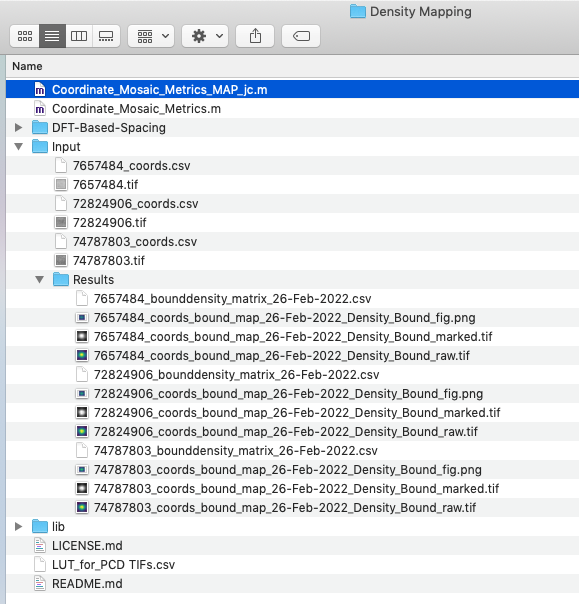 Density Mapping
Name
Coordinate_Mosaic_Metrics_MAP_jc.m
Coordinate_Mosaic_Metrics.m
DFT-Based-Spacing
Input
7657484_coords.csv
7657484.tif
72824906_coords.csv
72824906.tif
74787803_coords.csv
74787803.tif
Results
7657484_bounddensity_matrix_26-Feb-2022.csv
7657484_coords_bound_map_26-Feb-2022_Density_Bound_fig.png
7657484_coords_bound_map_26-Feb-2022_Density_Bound_marked.tif
7657484_coords_bound_map_26-Feb-2022_Density_Bound_raw.tif
72824906_bounddensity_matrix_26-Feb-2022.csv
72824906_coords_bound_map_26-Feb-2022_Density_Bound_fig.png
72824906_coords_bound_map_26-Feb-2022_Density_Bound_marked.tif
72824906_coords_bound_map_26-Feb-2022_Density_Bound_raw.tif
74787803_bounddensity_matrix_26-Feb-2022.csv
74787803_coords_bound_map_26-Feb-2022_Density_Bound_fig.png
74787803_coords_bound_map_26-Feb-2022_Density_Bound_marked.tif
74787803_coords_bound_map_26-Feb-2022_Density_Bound_raw.tif
lib
LICENSE.md
LUT_for_PCD TIFs.csv
README.md